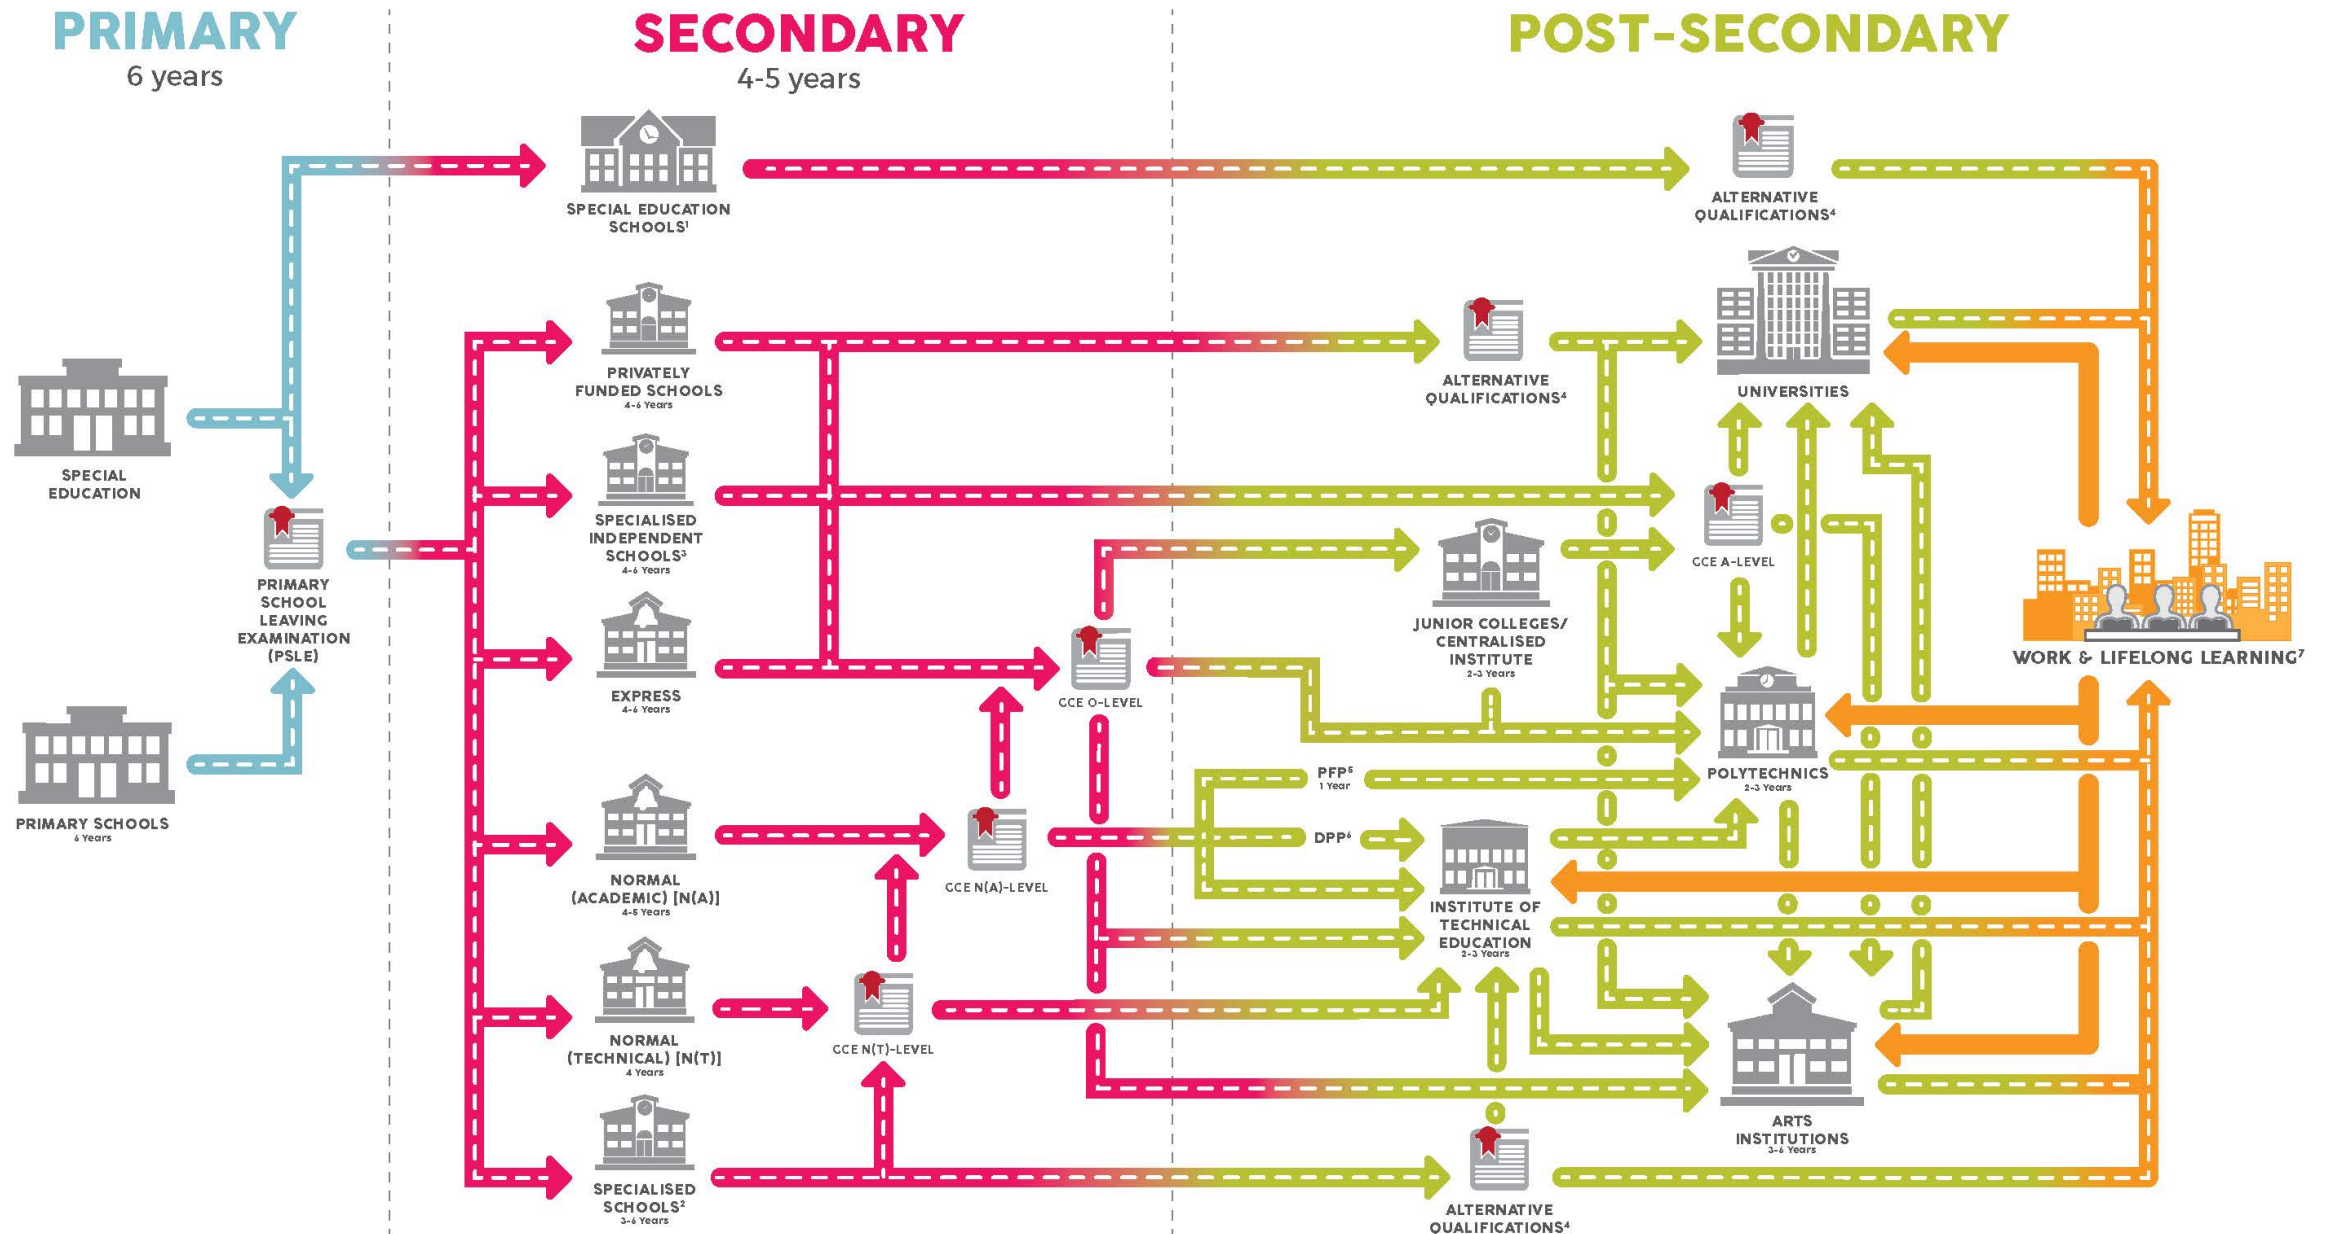 PRIMARY
6 years
SECONDARY
4-5 years
POST-SECONDARY
SPECIAL
EDUCATION
PRIMARY SCHOOLS
6 Years
PRIMARY
SCHOOL
LEAVING
EXAMINATION
(PSLE)
SPECIAL EDUCATION
SCHOOLS¹
PRIVATELY
FUNDED SCHOOLS
4-6 Years
SPECIALISED
INDEPENDENT
SCHOOLS³
4-6 Years
EXPRESS
4-6 Years
NORMAL
(ACADEMIC) [N(A)]
4-5 Years
NORMAL
(TECHNICAL) [N(T)]
4 Years
SPECIALISED
SCHOOLS²
3-6 Years
GCE N(T)-LEVEL
GCE N(A)-LEVEL
GCE O-LEVEL
ALTERNATIVE
QUALIFICATIONS⁴
ALTERNATIVE
QUALIFICATIONS⁴
UNIVERSITIES
JUNIOR COLLEGES/
CENTRALISED
INSTITUTE
2-3 Years
GCE A-LEVEL
PFP⁵
1 Year
DPP⁶
POLYTECHNICS
2-3 Years
INSTITUTE OF
TECHNICAL
EDUCATION
2-3 Years
ARTS
INSTITUTIONS
3-6 Years
ALTERNATIVE
QUALIFICATIONS⁴
WORK & LIFELONG LEARNING⁷